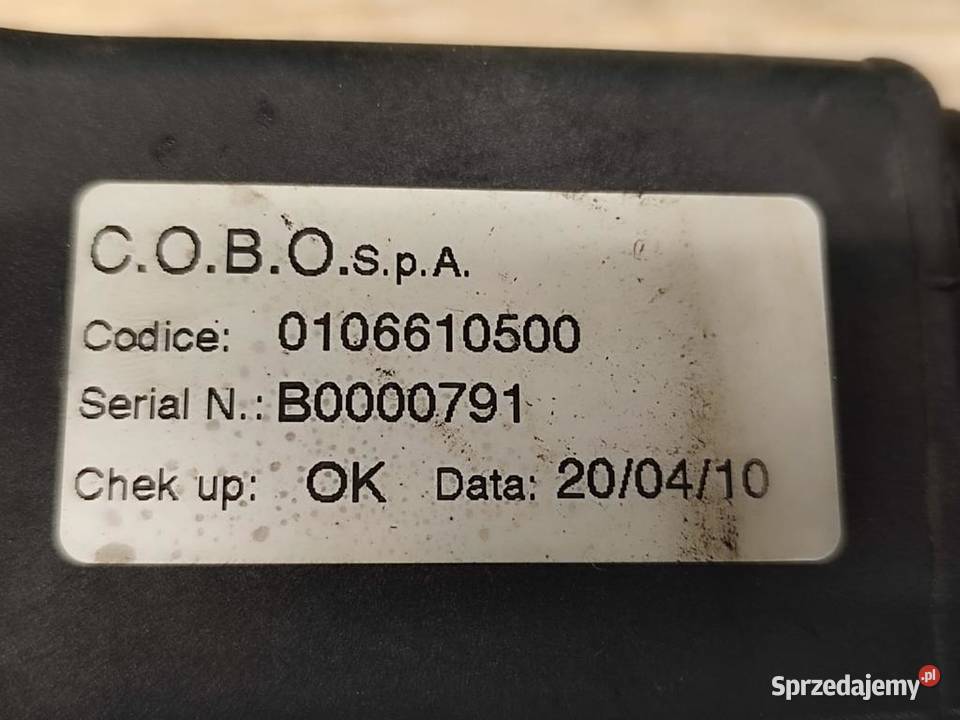 C.O.B.O.s.p.A.
Codice: 0106610500
Serial N.: B0000791
Chek up: OK Data: 20/04/10
Sprzedajemy.pl